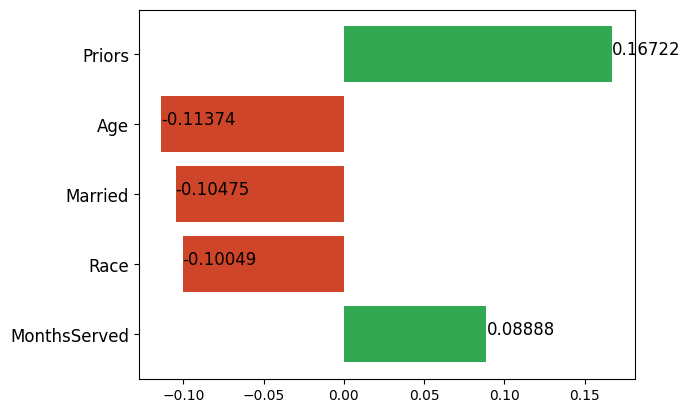 Priors
0.16722
Age
-0.11374
Married
-0.10475
Race
-0.10049
MonthsServed
0.08888
−0.10 −0.05 0.00 0.05 0.10 0.15